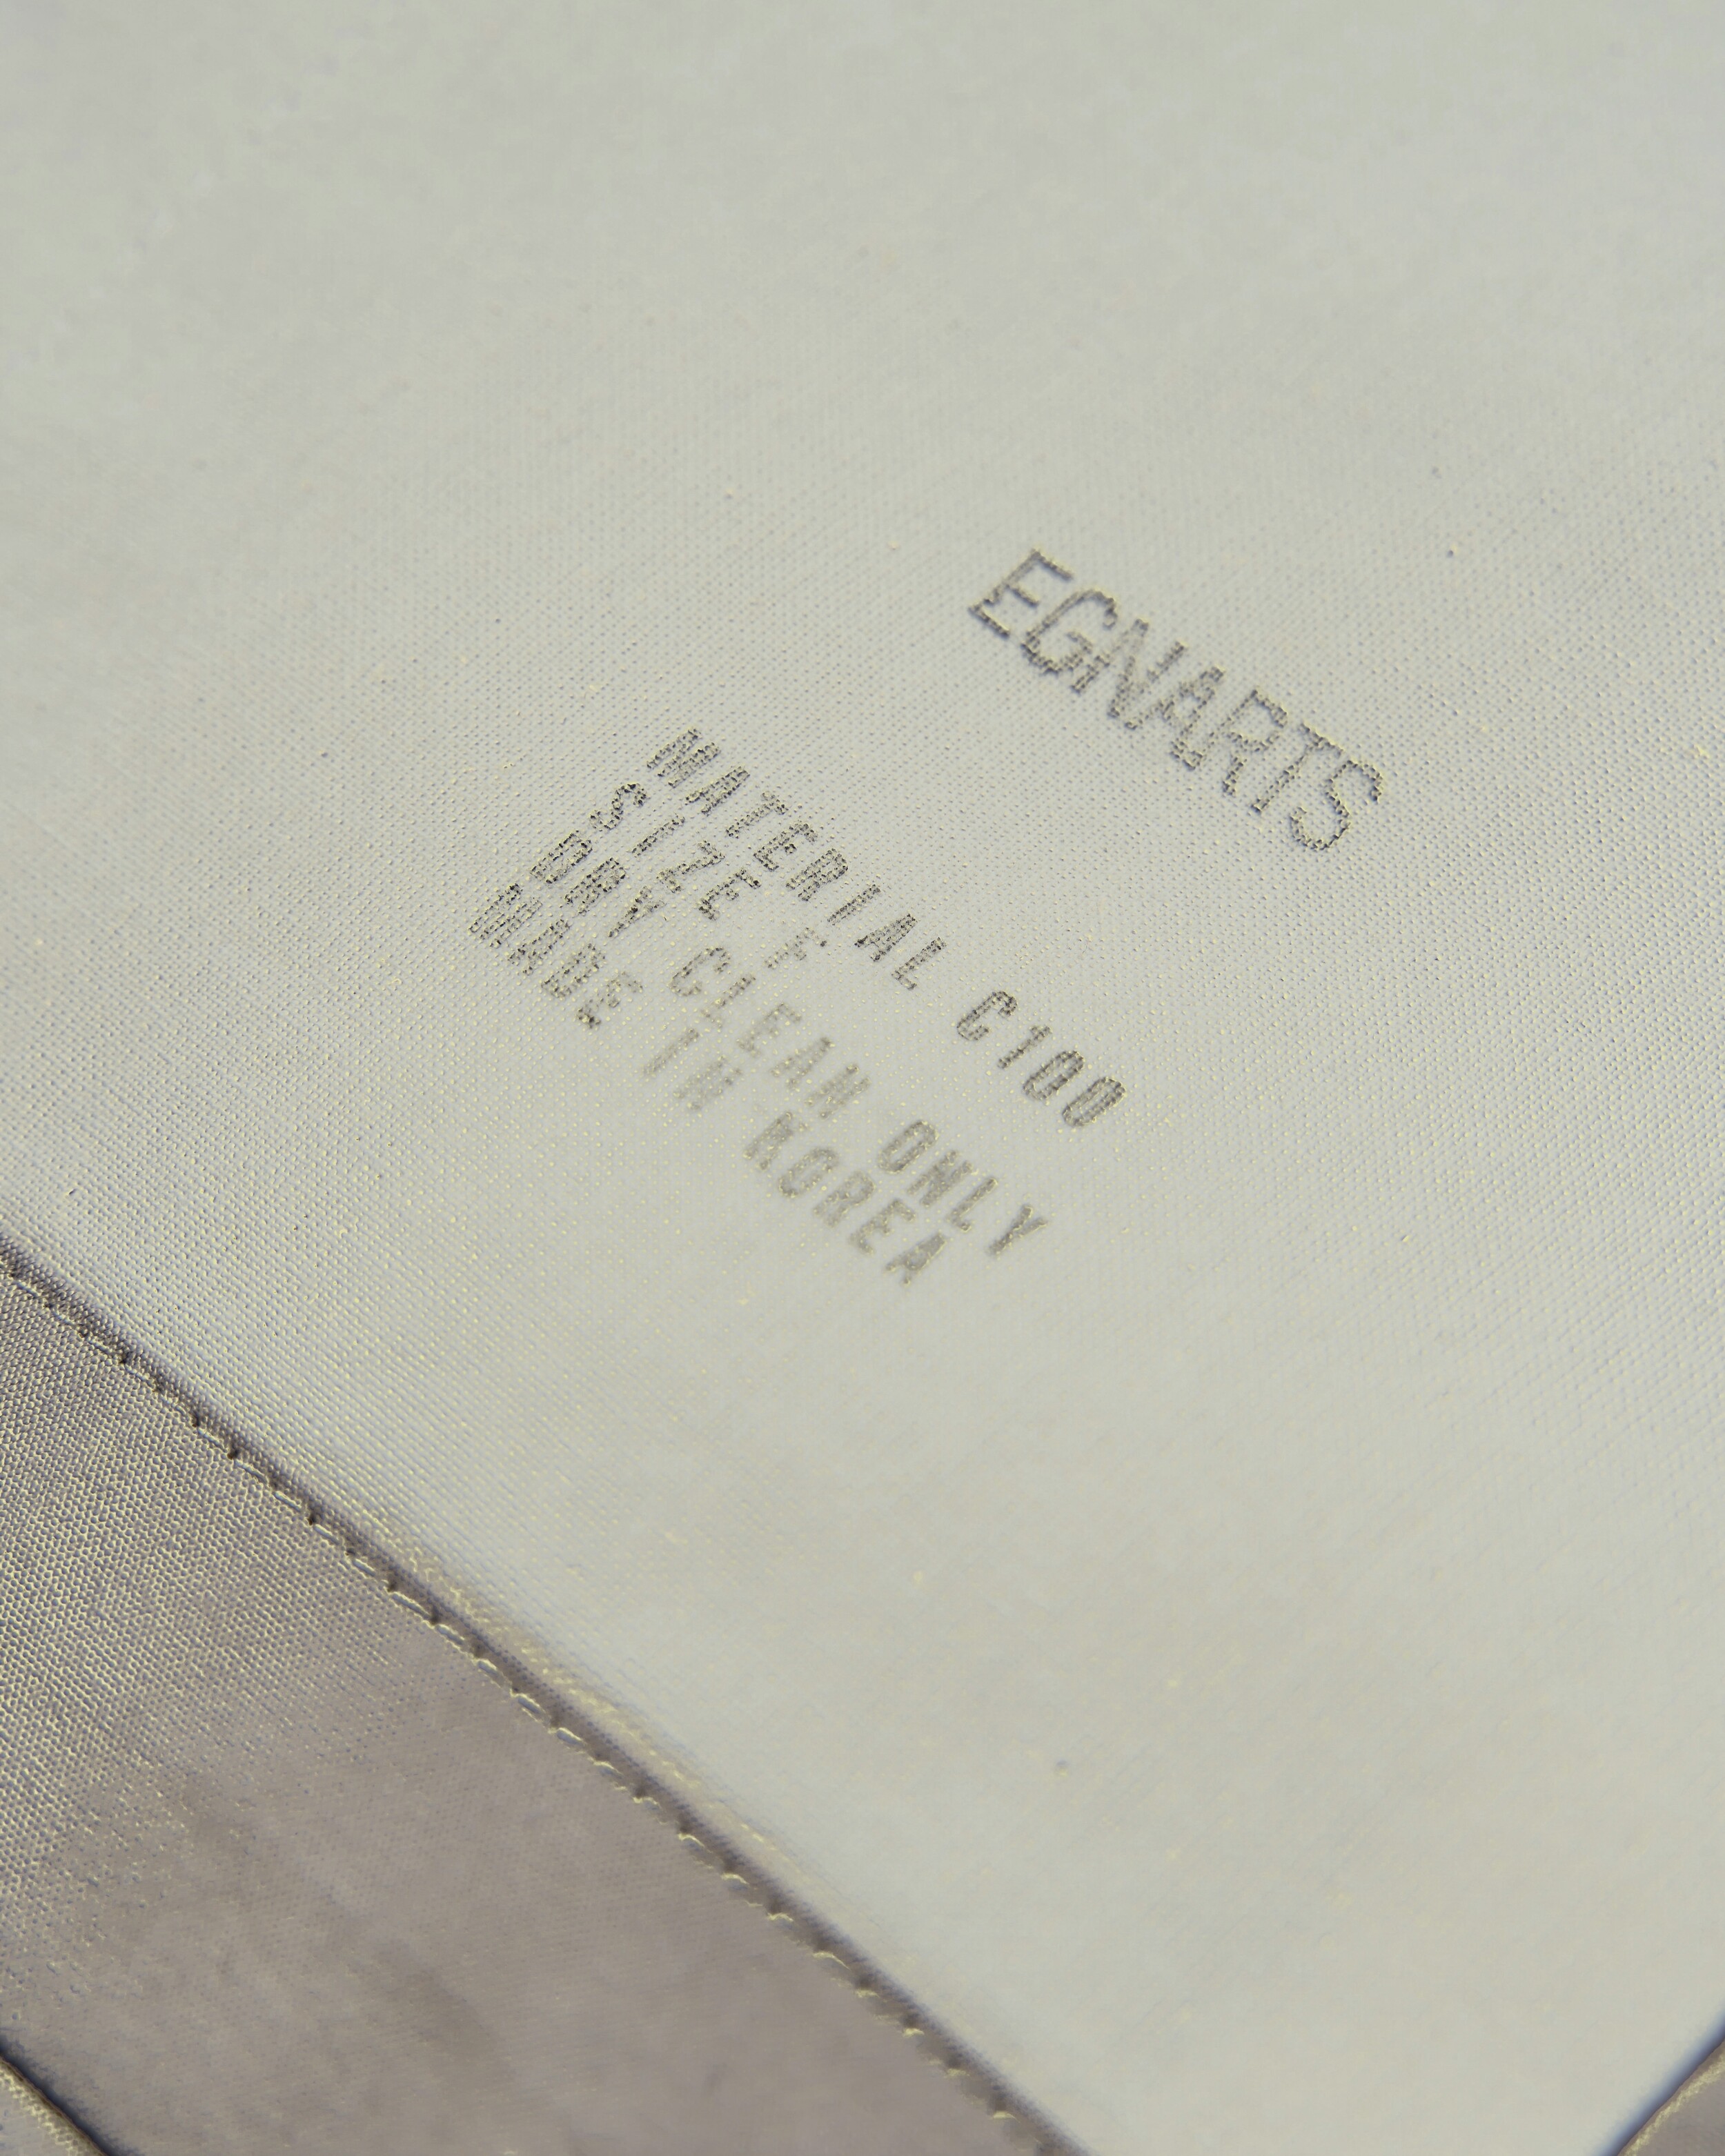 EGNARTS
MATERIAL C100
SIZE F
DRY CLEAN ONLY
MADE IN KOREA